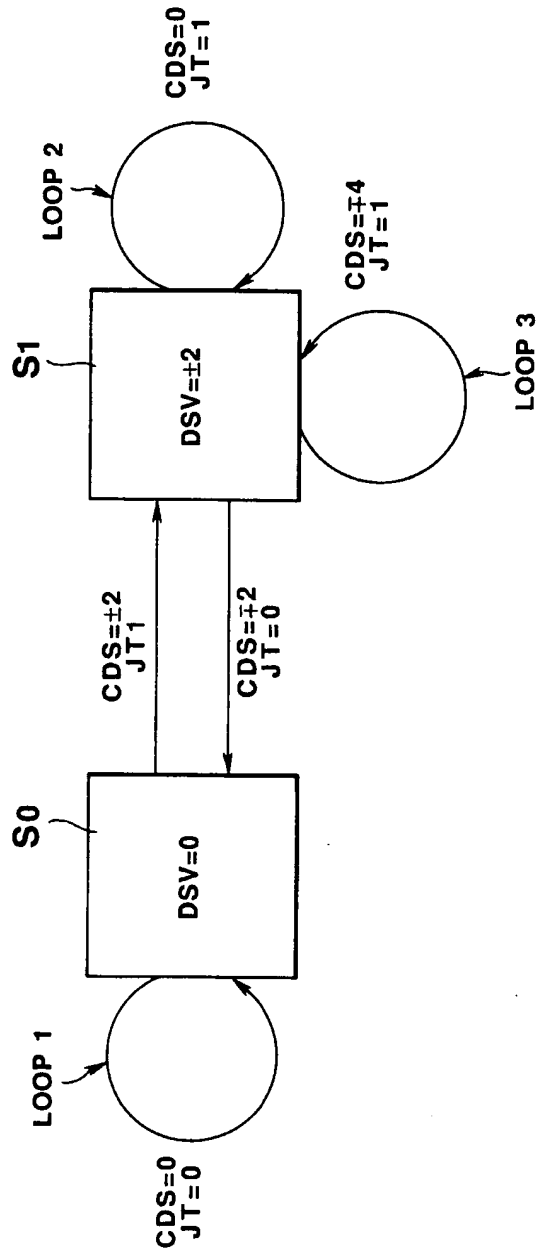 S0
S1
LOOP 1
DSV=0
CDS=0
JT=0
CDS=±2
JT1
CDS=∓2
JT=0
DSV=±2
LOOP 2
CDS=0
JT=1
CDS=∓4
JT=1
LOOP 3